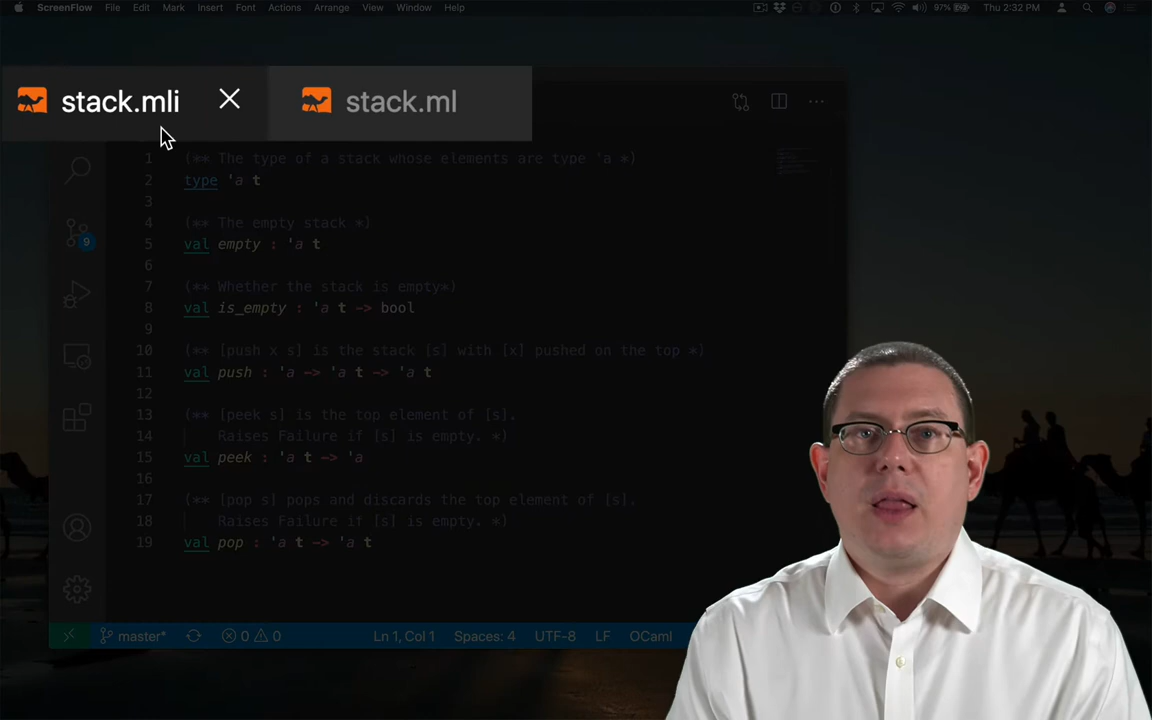 ScreenFlow File Edit Mark Insert Font Actions Arrange View Window Help 97% Thu 2:32 PM
stack.mli stack.ml
1 (** The type of a stack whose elements are type 'a *)
2 type 'a t
3
4 (** The empty stack *)
5 val empty : 'a t
6
7 (** Whether the stack is empty*)
8 val is_empty : 'a t -> bool
9
10 (** [push x s] is the stack [s] with [x] pushed on the top *)
11 val push : 'a -> 'a t -> 'a t
12
13 (** [peek s] is the top element of [s].
14 Raises Failure if [s] is empty. *)
15 val peek : 'a t -> 'a
16
17 (** [pop s] pops and discards the top element of [s].
18 Raises Failure if [s] is empty. *)
19 val pop : 'a t -> 'a t
9
master* 0 0 Ln 1, Col 1 Spaces: 4 UTF-8 LF OCaml